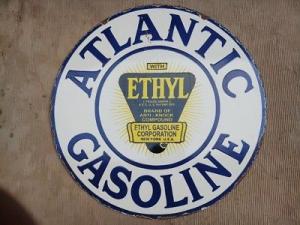 ATLANTIC
WITH
ETHYL
BRAND OF
ANTI-KNOCK
COMPOUND
ETHYL GASOLINE
CORPORATION
NEW YORK U.S.A.
GASOLINE